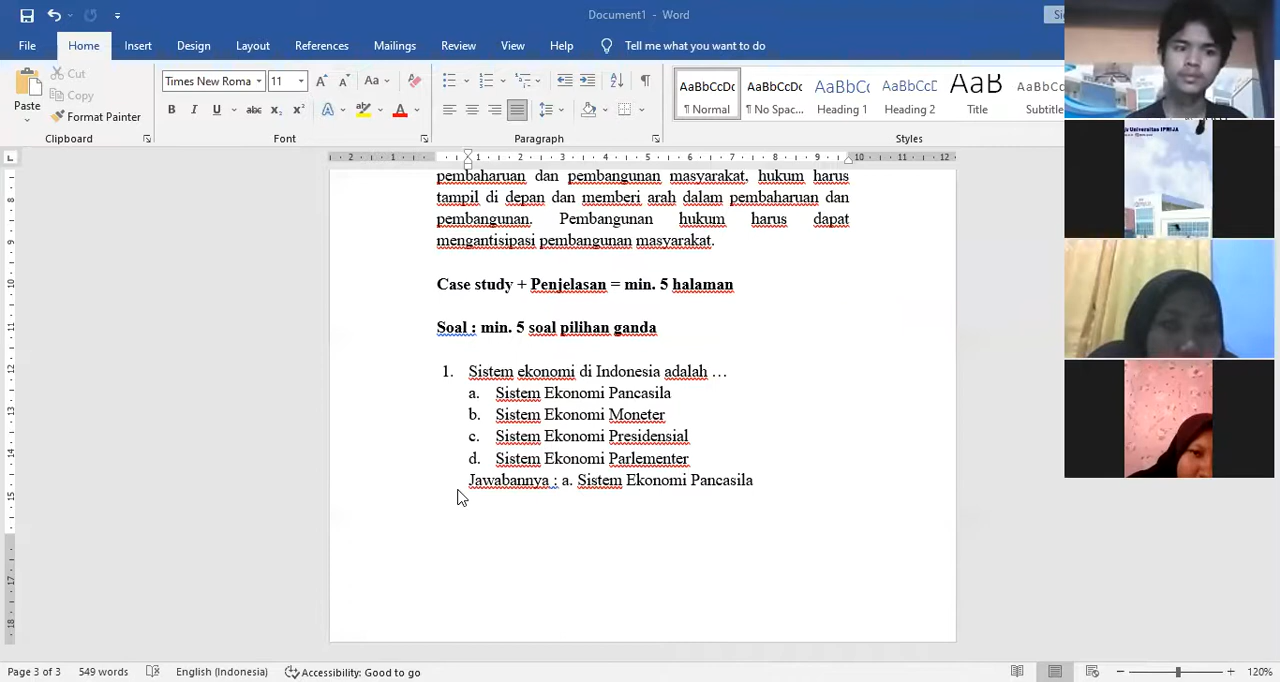 Document1 - Word
File Home Insert Design Layout References Mailings Review View Help Tell me what you want to do
Cut
Copy
Paste
Format Painter
Times New Roma 11
Aa
AaBbCcDc AaBbCcDc AaBbCc AaBbCcD AaB AaBbCc
¶ Normal ¶ No Spac... Heading 1 Heading 2 Title Subtitle
Clipboard Font Paragraph Styles
pembaharuan dan pembangunan masyarakat, hukum harus
tampil di depan dan memberi arah dalam pembaharuan dan
pembangunan. Pembangunan hukum harus dapat
mengantisipasi pembangunan masyarakat.
Case study + Penjelasan = min. 5 halaman
Soal : min. 5 soal pilihan ganda
1. Sistem ekonomi di Indonesia adalah …
a. Sistem Ekonomi Pancasila
b. Sistem Ekonomi Moneter
c. Sistem Ekonomi Presidensial
d. Sistem Ekonomi Parlementer
Jawabannya : a. Sistem Ekonomi Pancasila
Universitas IPWIJA
Page 3 of 3 549 words English (Indonesia) Accessibility: Good to go 120%